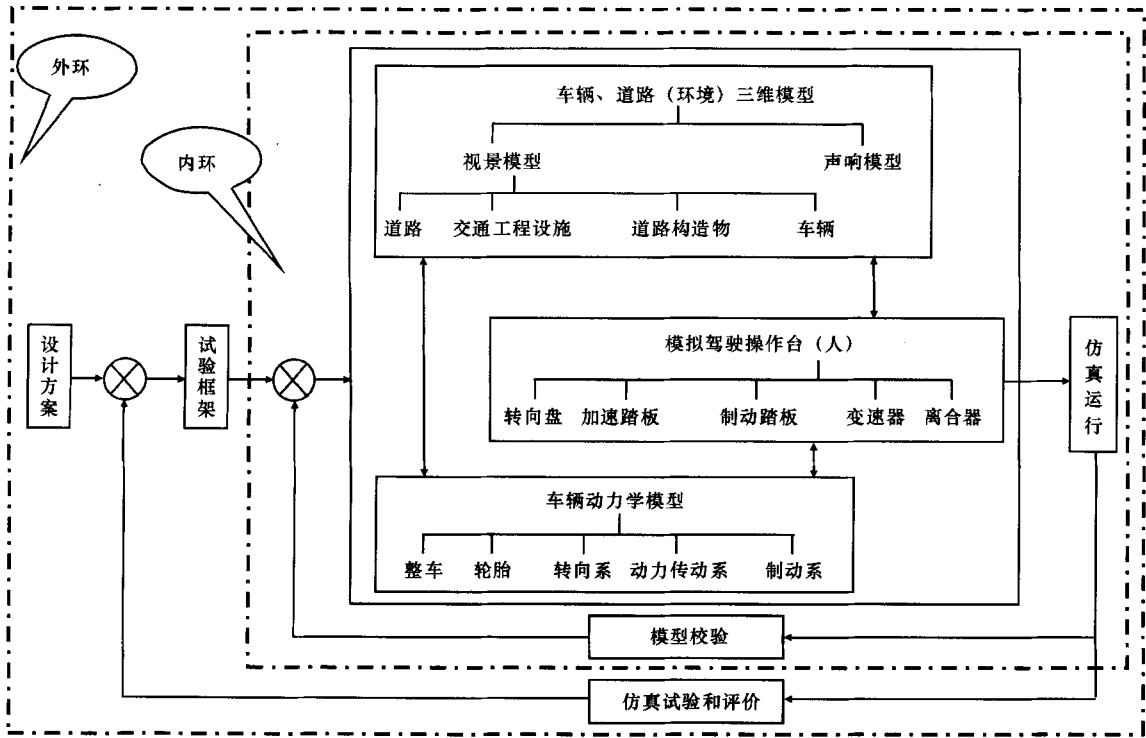 外环
内环
车辆、道路（环境）三维模型
视景模型
声响模型
道路
交通工程设施
道路构造物
车辆
设计方案
试验框架
模拟驾驶操作台（人）
转向盘
加速踏板
制动踏板
变速器
离合器
仿真运行
车辆动力学模型
整车
轮胎
转向系
动力传动系
制动系
模型校验
仿真试验和评价